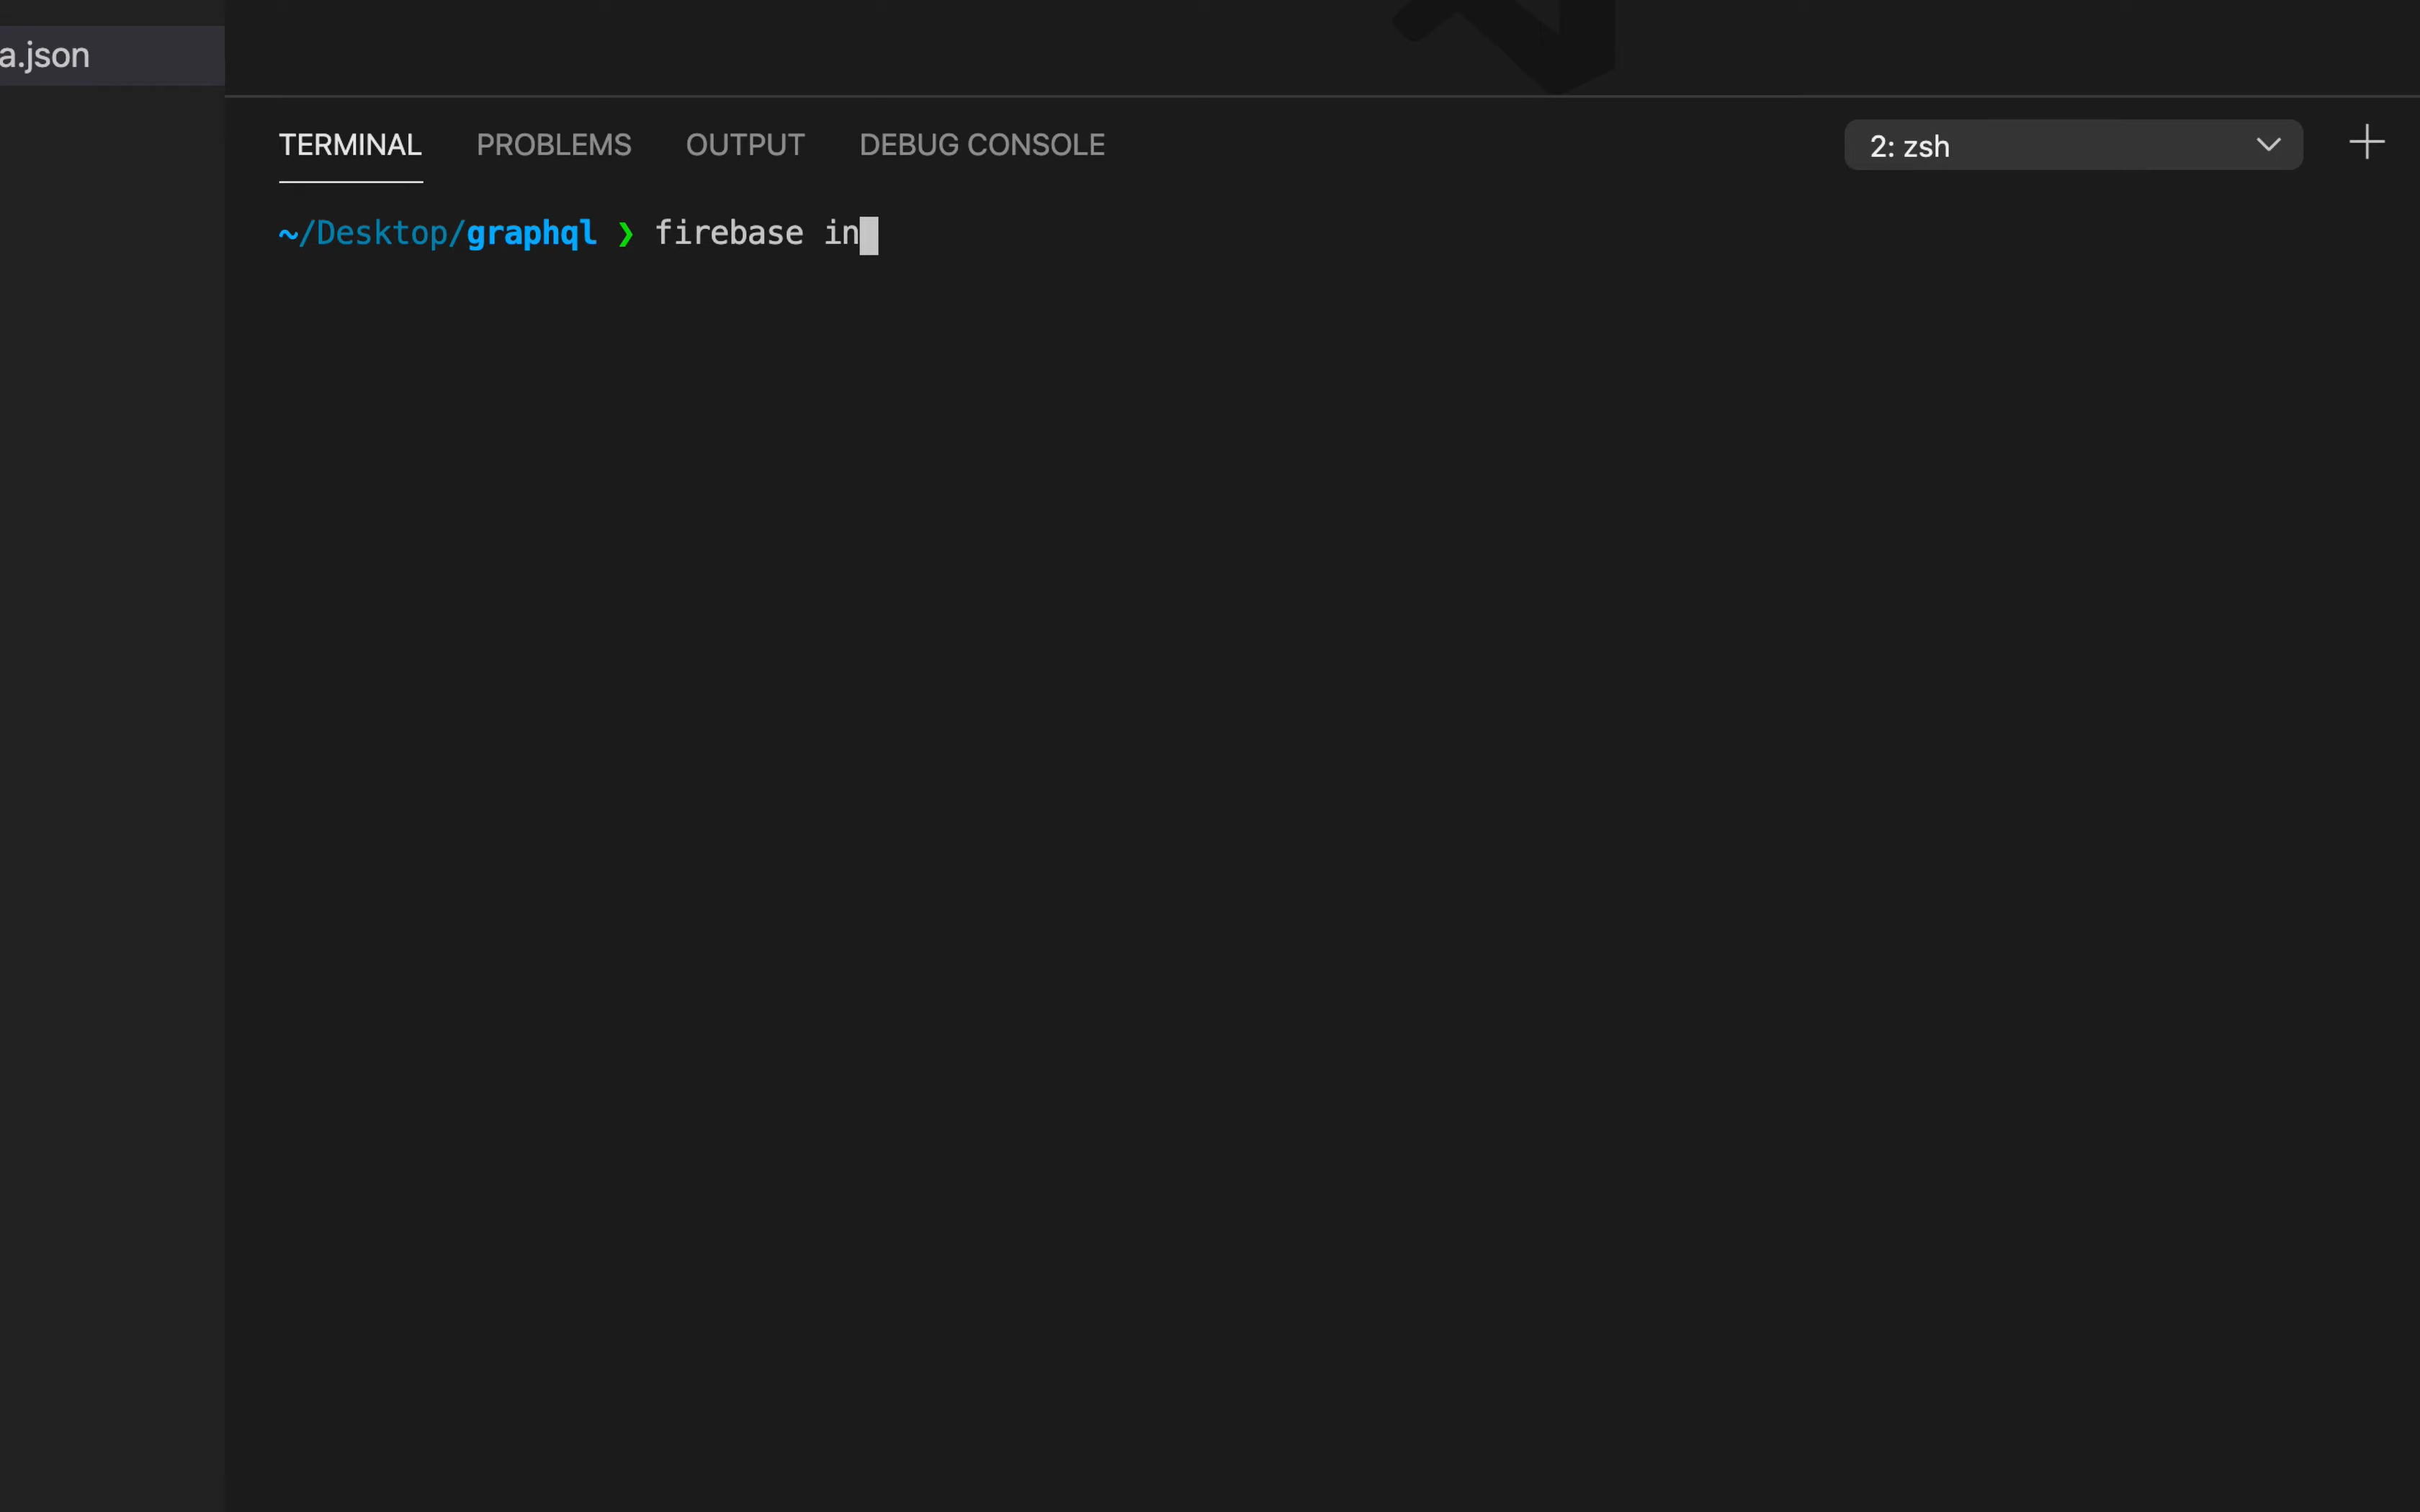 a.json
TERMINAL PROBLEMS OUTPUT DEBUG CONSOLE 2: zsh
~/Desktop/graphql ❯ firebase in